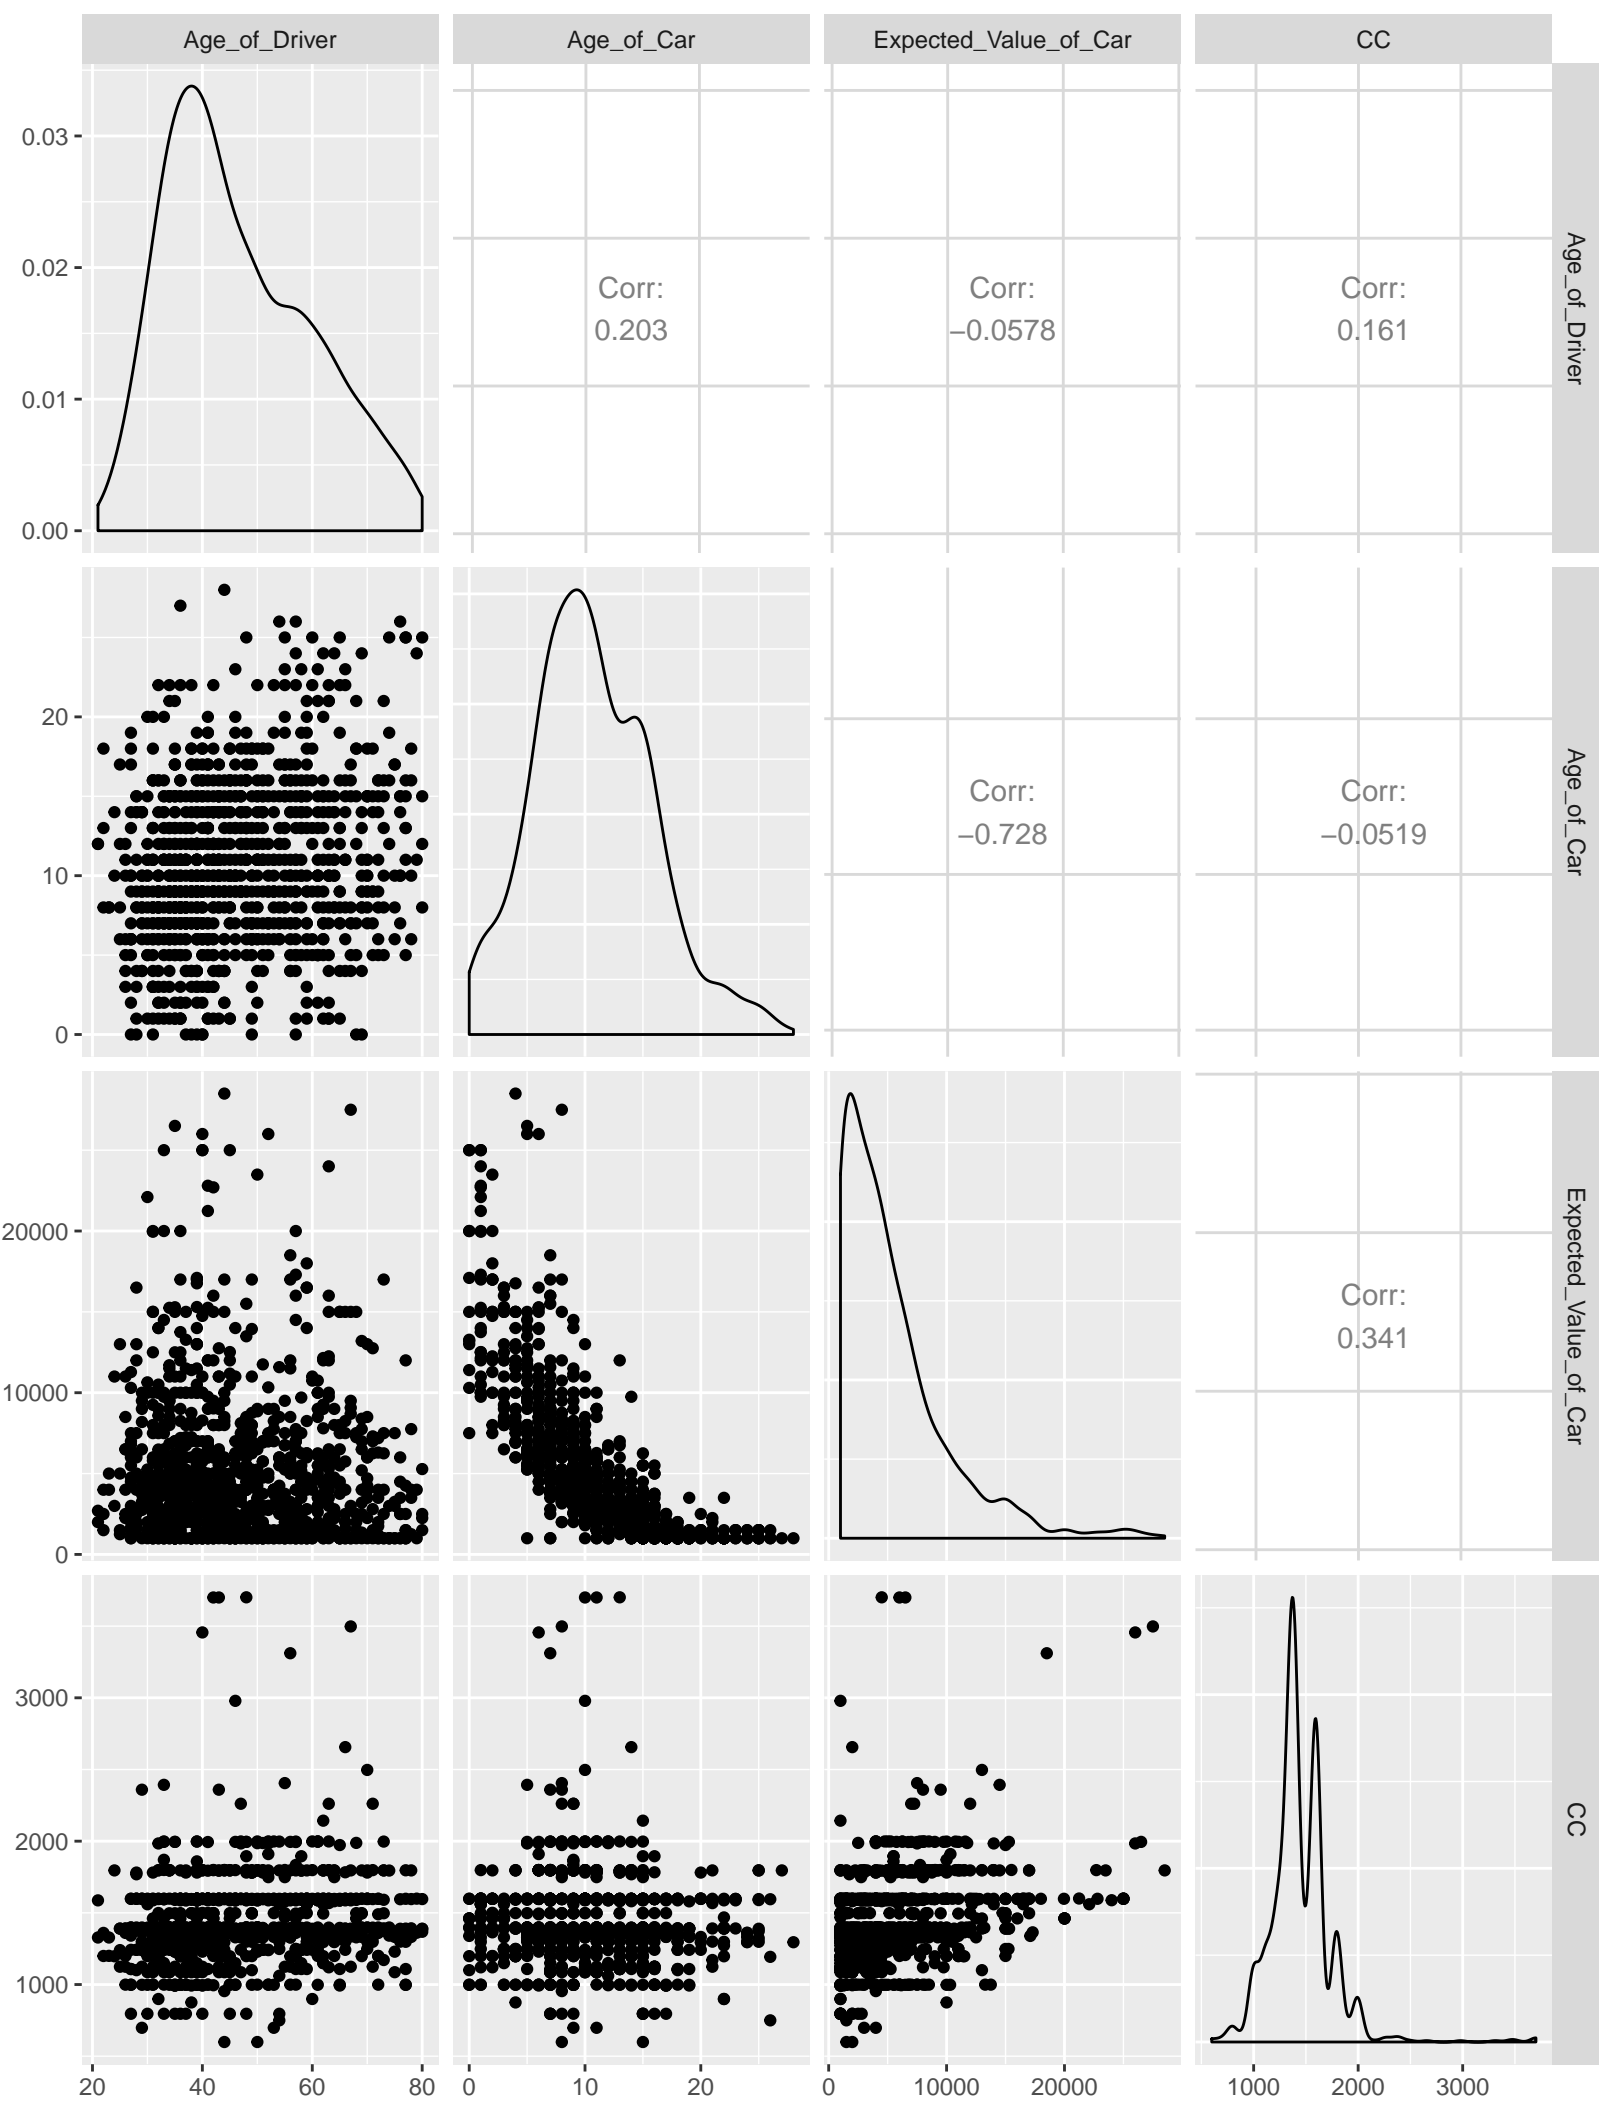 Age_of_Driver
Age_of_Car
Expected_Value_of_Car
CC
0.03
0.02
0.01
0.00
Corr:
0.203
Corr:
−0.0578
Corr:
0.161
Age_of_Driver
20
10
0
Corr:
−0.728
Corr:
−0.0519
Age_of_Car
20000
10000
0
Corr:
0.341
Expected_Value_of_Car
3000
2000
1000
CC
20 40 60 80
0 10 20
0 10000 20000
1000 2000 3000